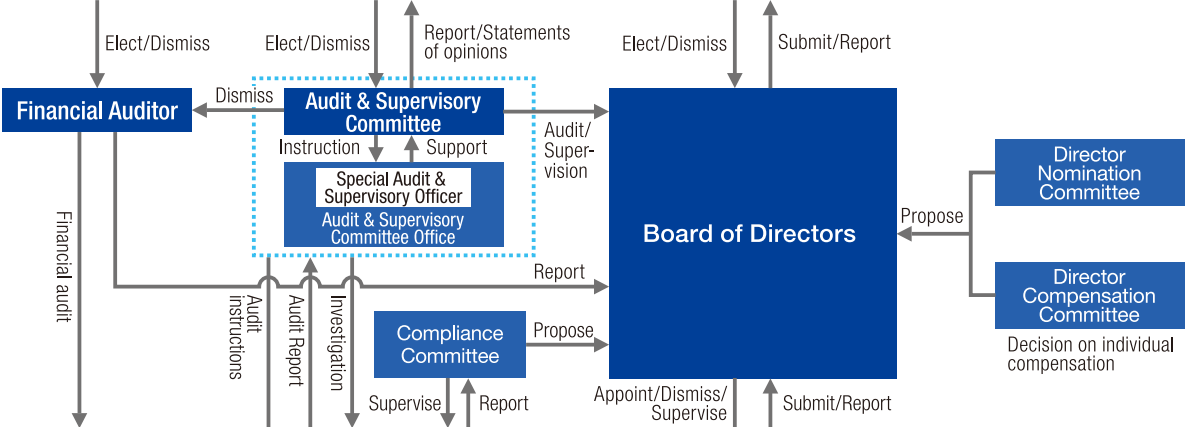 Elect/Dismiss
Elect/Dismiss
Report/Statements
of opinions
Elect/Dismiss
Submit/Report
Financial Auditor
Dismiss
Audit & Supervisory
Committee
Audit/
Super-
vision
Instruction
Support
Special Audit &
Supervisory Officer
Audit & Supervisory
Committee Office
Board of Directors
Propose
Director
Nomination
Committee
Director
Compensation
Committee
Decision on individual
compensation
Financial audit
Report
Audit
instructions
Audit Report
Investigation
Compliance
Committee
Propose
Supervise
Report
Appoint/Dismiss/
Supervise
Submit/Report